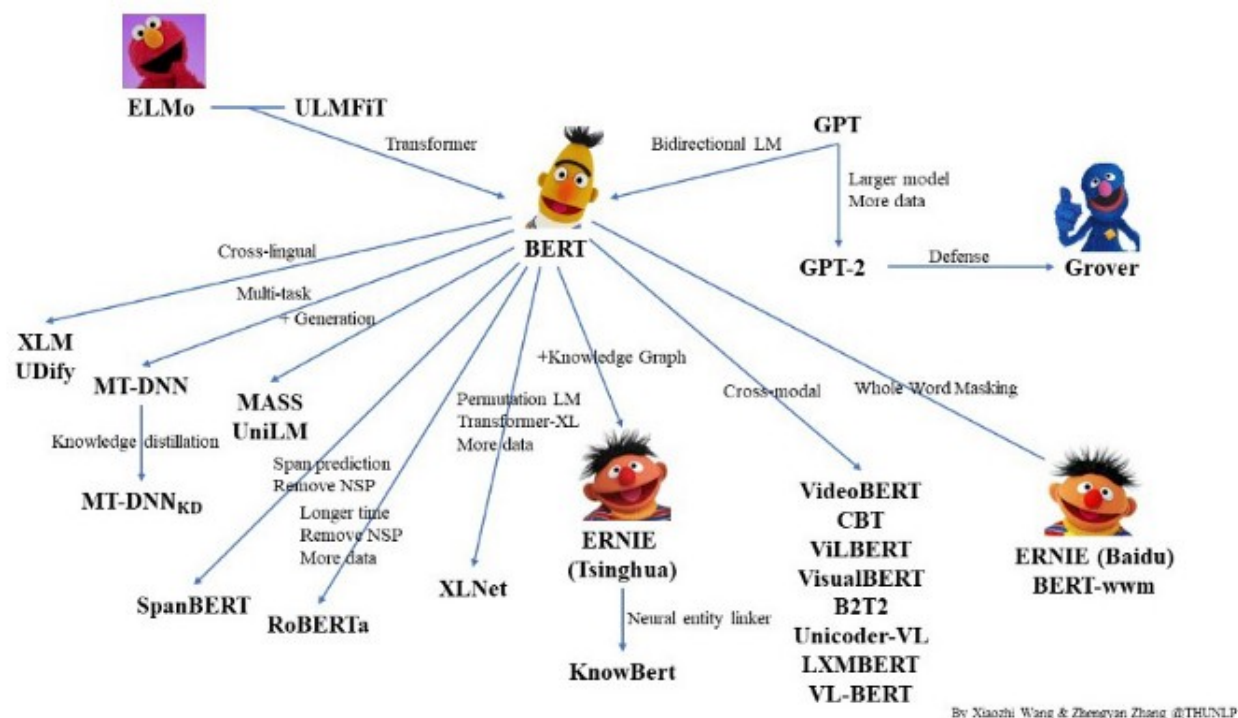 ELMo
ULMFiT
GPT
Transformer
Bidirectional LM
Larger model
More data
BERT
GPT-2
Defense
Grover
Cross-lingual
Multi-task
+ Generation
XLM
UDify
MT-DNN
MASS
UniLM
+Knowledge Graph
Cross-modal
Whole Word Masking
Permutation LM
Transformer-XL
More data
Knowledge distillation
Span prediction
Remove NSP
MT-DNNKD
Longer time
Remove NSP
More data
ERNIE
(Tsinghua)
VideoBERT
CBT
ViLBERT
VisualBERT
B2T2
Unicoder-VL
LXMBERT
VL-BERT
ERNIE (Baidu)
BERT-wwm
SpanBERT
RoBERTa
XLNet
Neural entity linker
KnowBert
By Xiaozhi Wang & Zhengyan Zhang @THUNLP